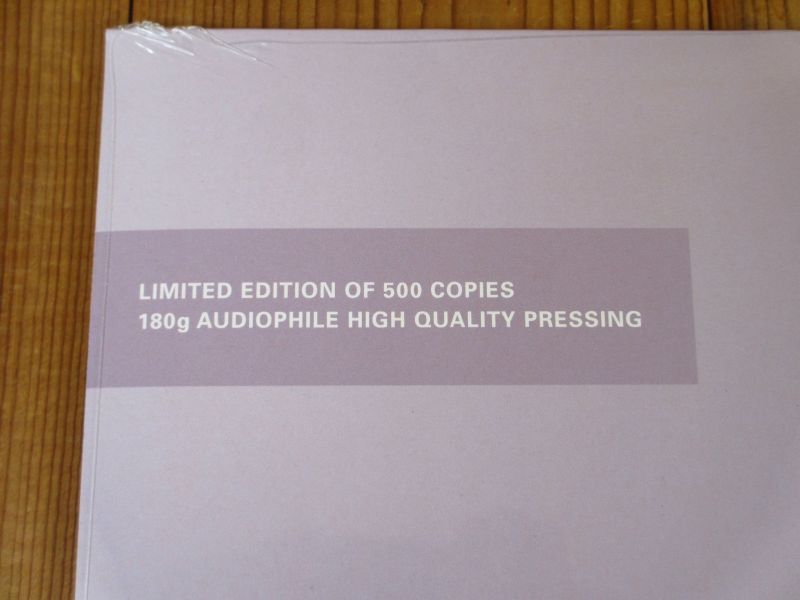 LIMITED EDITION OF 500 COPIES
180g AUDIOPHILE HIGH QUALITY PRESSING